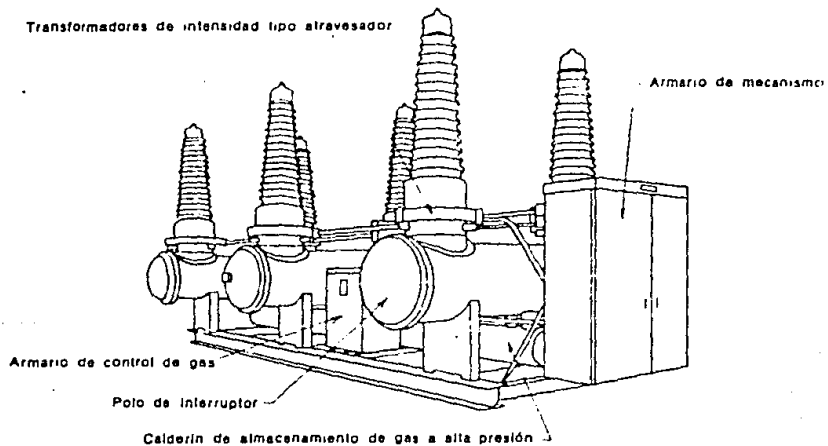 Transformadores de intensidad tipo atravesador
Armario de mecanismo
Armario de control de gas
Polo de interruptor
Calderín de almacenamiento de gas a alta presión